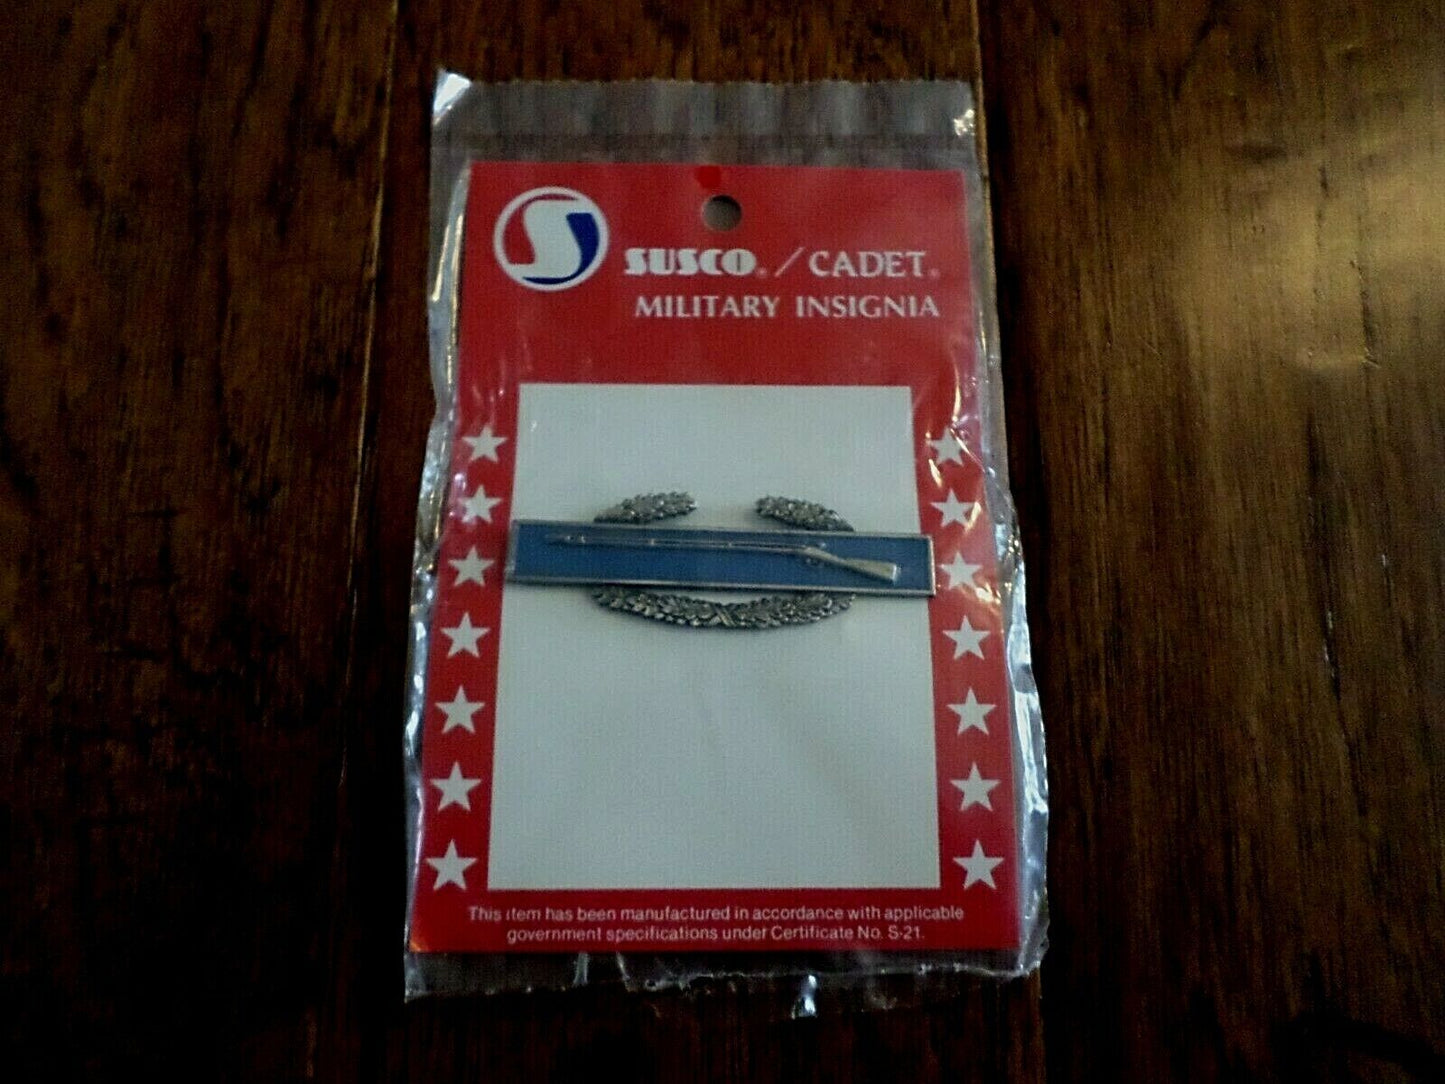 SUSCO® / CADET®
MILITARY INSIGNIA
This item has been manufactured in accordance with applicable
government specifications under Certificate No. S-21.